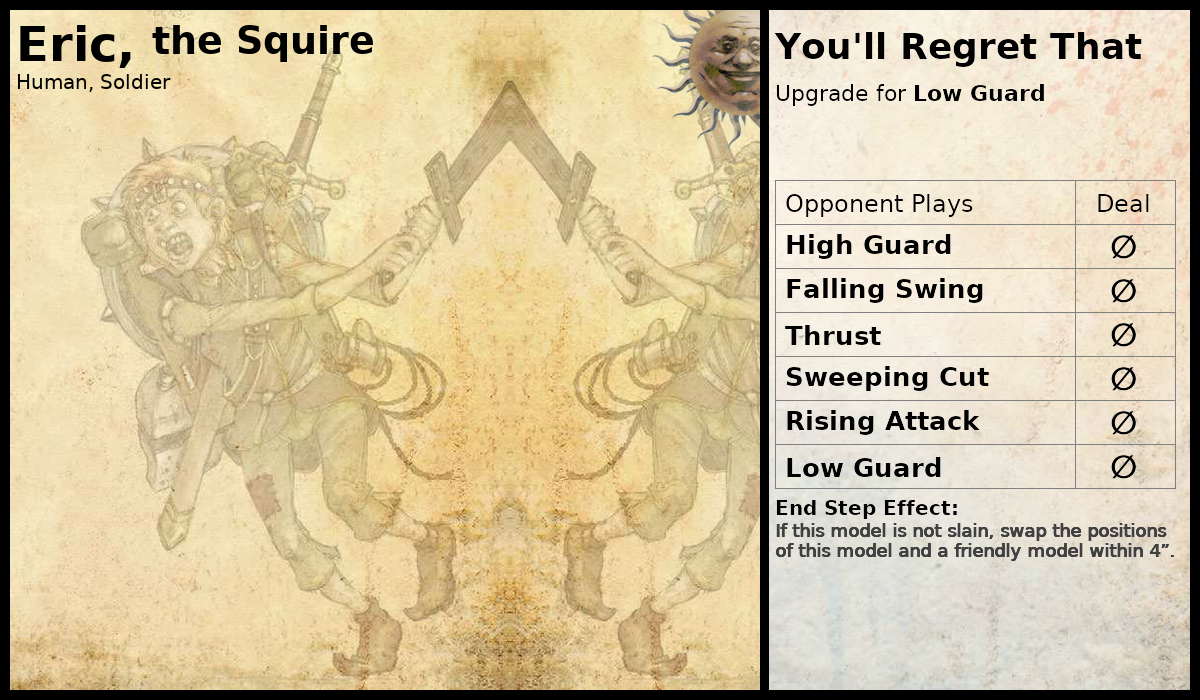 Eric, the Squire
Human, Soldier
You'll Regret That
Upgrade for Low Guard
Opponent Plays Deal
High Guard ∅
Falling Swing ∅
Thrust ∅
Sweeping Cut ∅
Rising Attack ∅
Low Guard ∅
End Step Effect:
If this model is not slain, swap the positions
of this model and a friendly model within 4”.